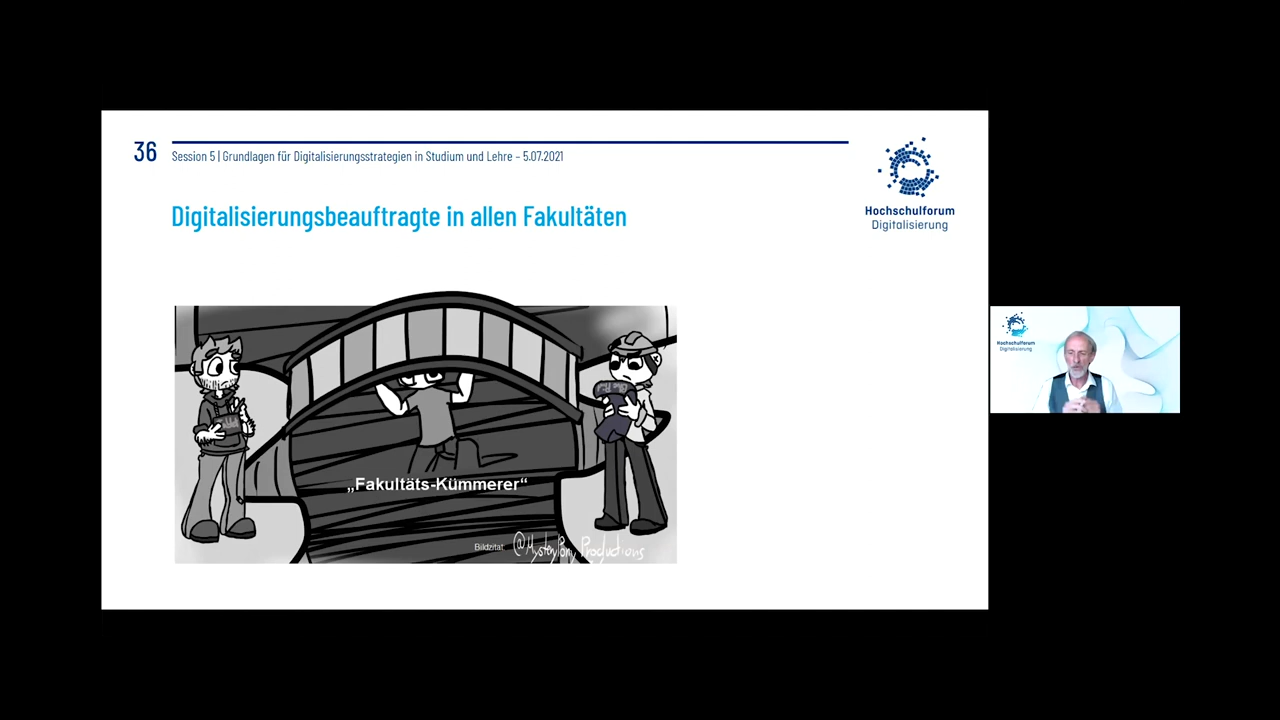 36
Session 5 | Grundlagen für Digitalisierungsstrategien in Studium und Lehre – 5.07.2021
Hochschulforum
Digitalisierung
Digitalisierungsbeauftragte in allen Fakultäten
„Fakultäts-Kümmerer“
Bildzitat
@MysteryPony Productions
Hochschulforum
Digitalisierung